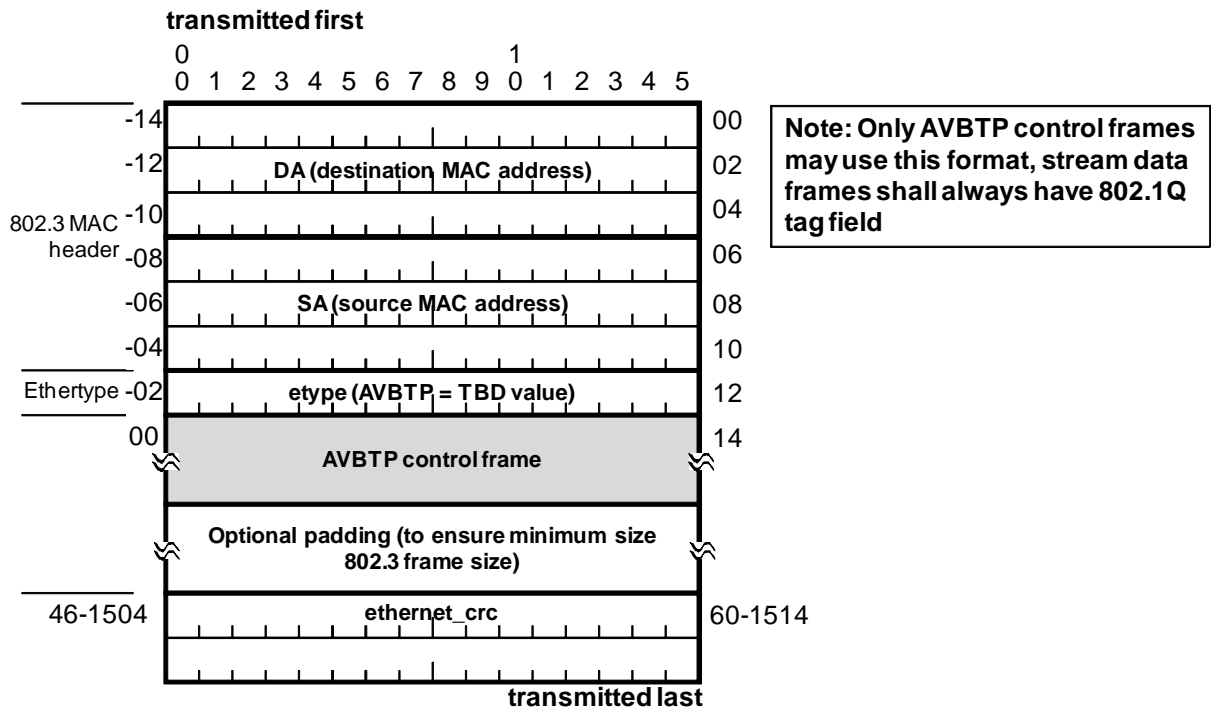 transmitted first
0 1
0 1 2 3 4 5 6 7 8 9 0 1 2 3 4 5
-14 00
-12 DA (destination MAC address) 02
-10 04
802.3 MAC
header
-08 06
-06 SA (source MAC address) 08
-04 10
Ethertype -02 etype (AVBTP = TBD value) 12
00 14
AVBTP control frame
Optional padding (to ensure minimum size
802.3 frame size)
46-1504 ethernet_crc 60-1514
transmitted last
Note: Only AVBTP control frames
may use this format, stream data
frames shall always have 802.1Q
tag field